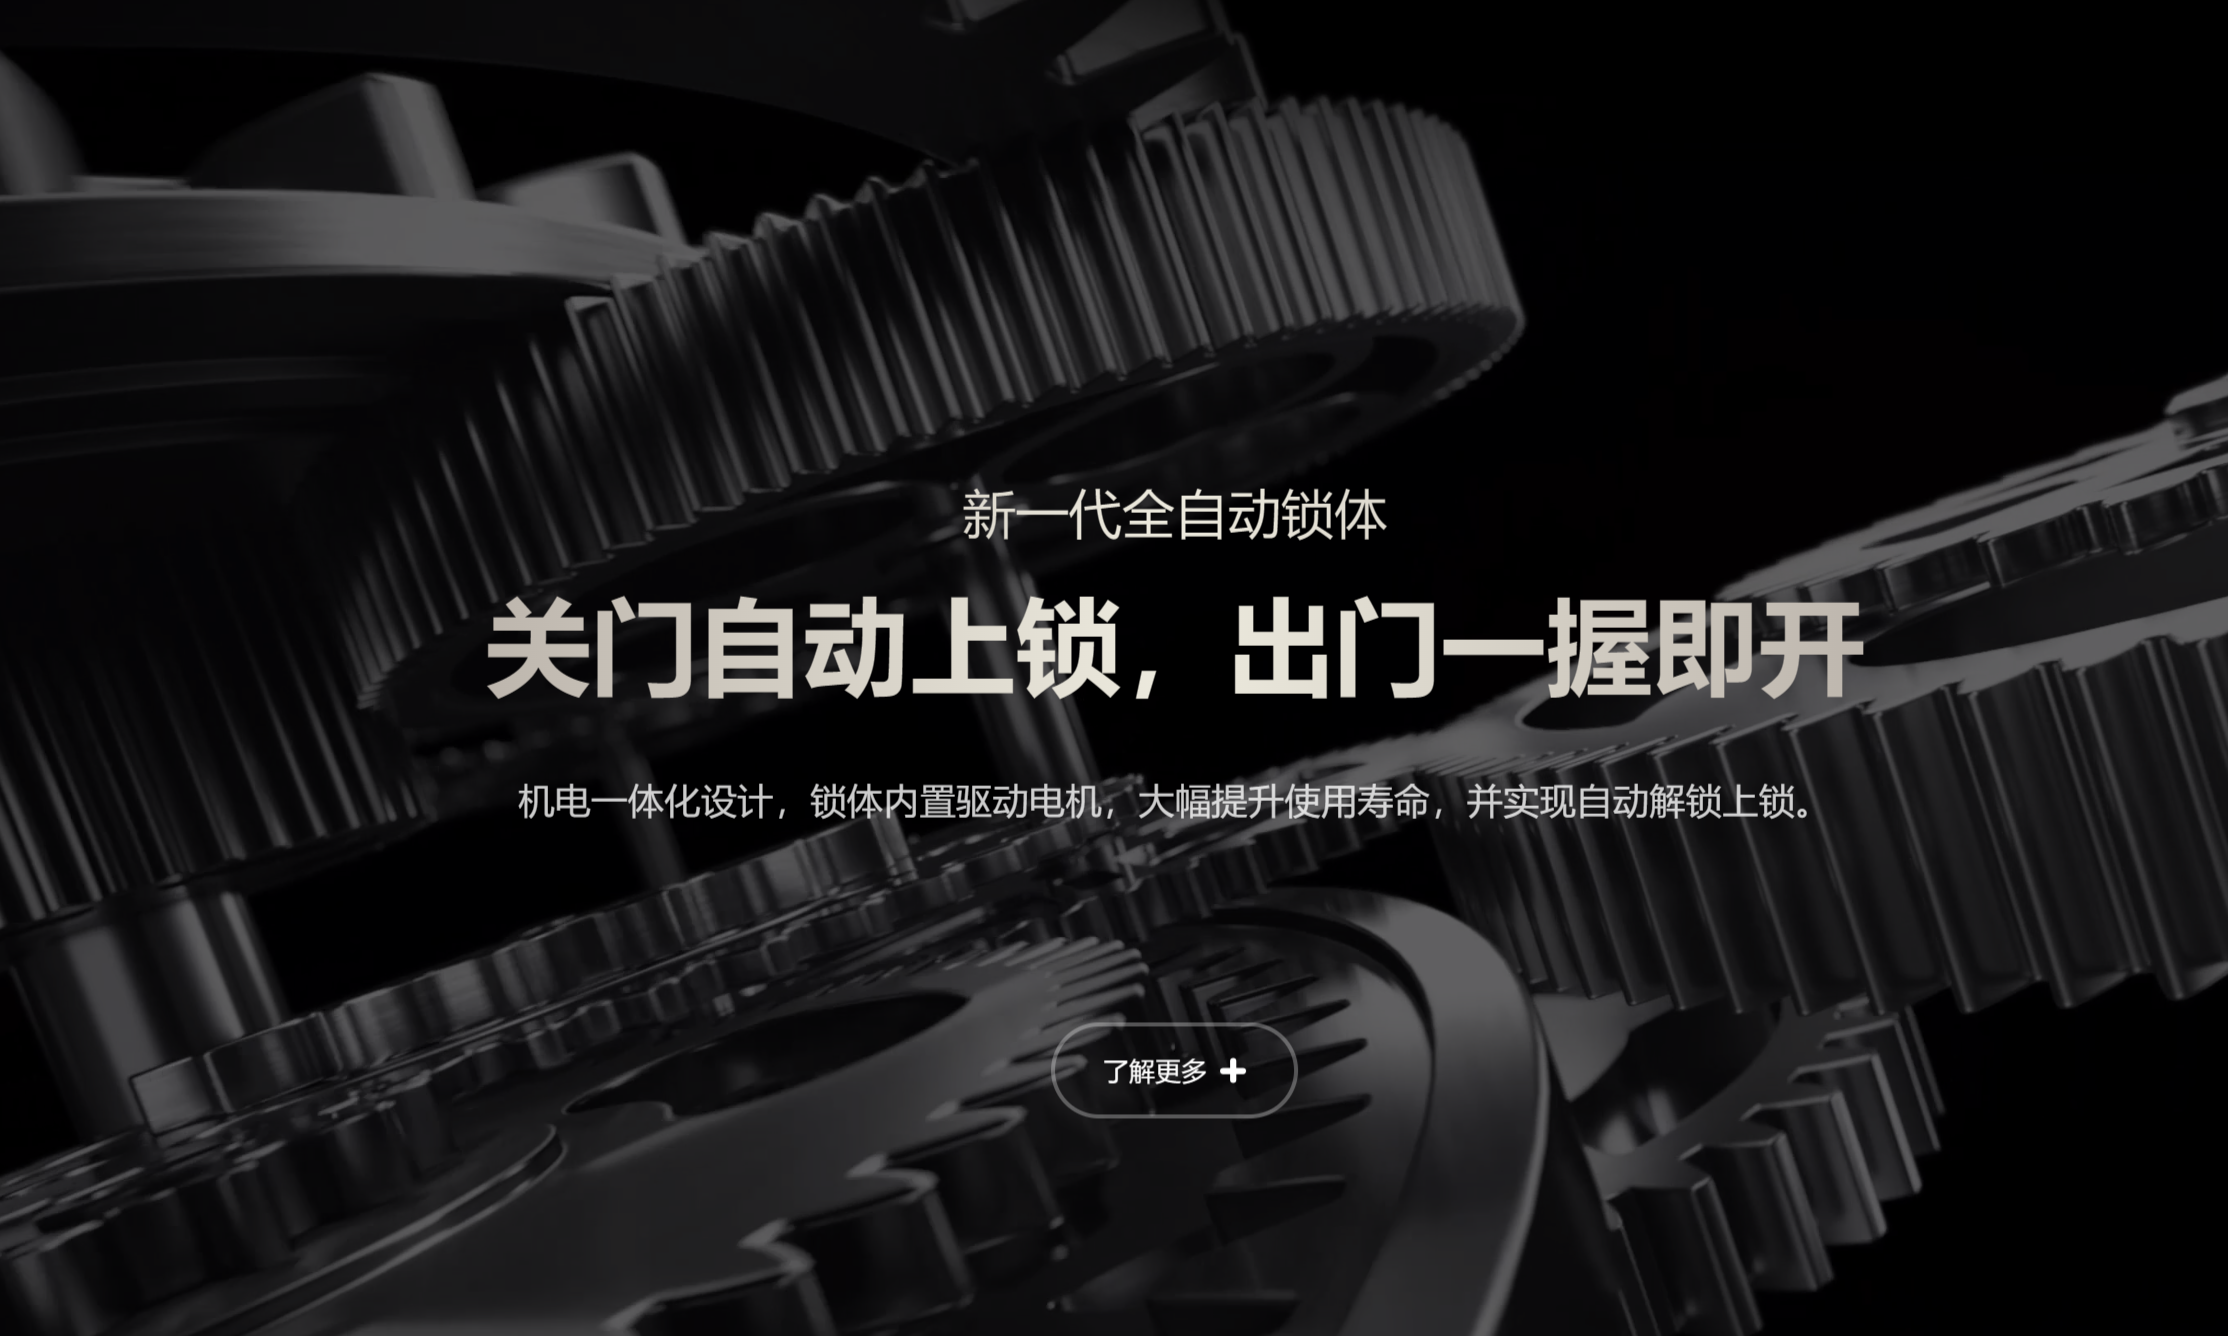 新一代全自动锁体
关门自动上锁，出门一握即开
机电一体化设计，锁体内置驱动电机，大幅提升使用寿命，并实现自动解锁上锁。
了解更多 +